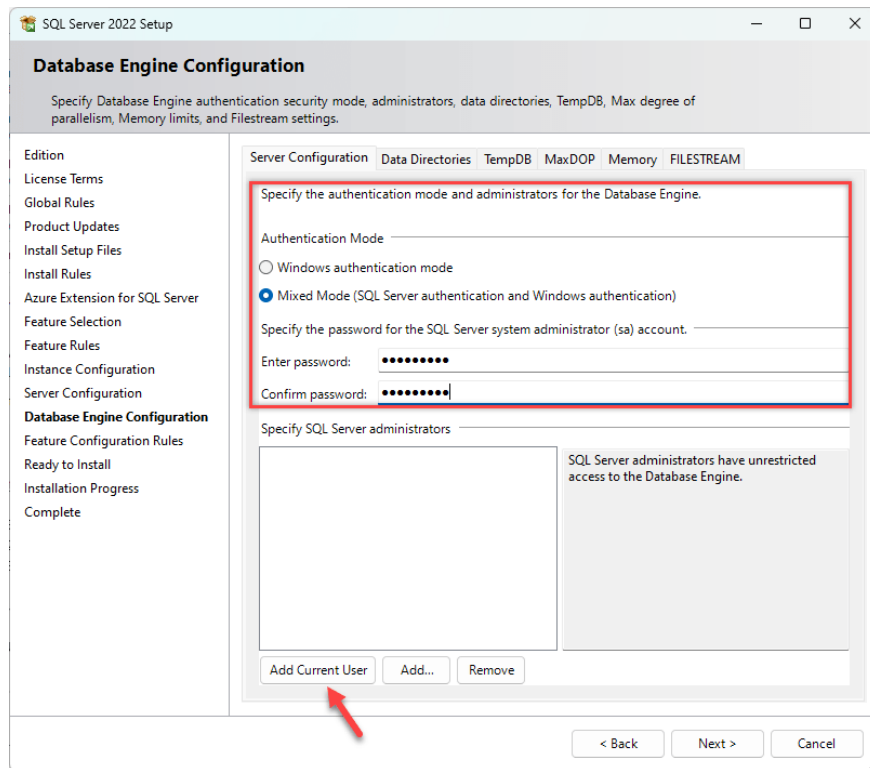 SQL Server 2022 Setup
Database Engine Configuration
Specify Database Engine authentication security mode, administrators, data directories, TempDB, Max degree of
parallelism, Memory limits, and Filestream settings.
Edition
License Terms
Global Rules
Product Updates
Install Setup Files
Install Rules
Azure Extension for SQL Server
Feature Selection
Feature Rules
Instance Configuration
Server Configuration
Database Engine Configuration
Feature Configuration Rules
Ready to Install
Installation Progress
Complete
Server Configuration Data Directories TempDB MaxDOP Memory FILESTREAM
Specify the authentication mode and administrators for the Database Engine.
Authentication Mode
Windows authentication mode
Mixed Mode (SQL Server authentication and Windows authentication)
Specify the password for the SQL Server system administrator (sa) account.
Enter password: •••••••••
Confirm password: •••••••••
Specify SQL Server administrators
SQL Server administrators have unrestricted
access to the Database Engine.
Add Current User Add... Remove
< Back Next > Cancel